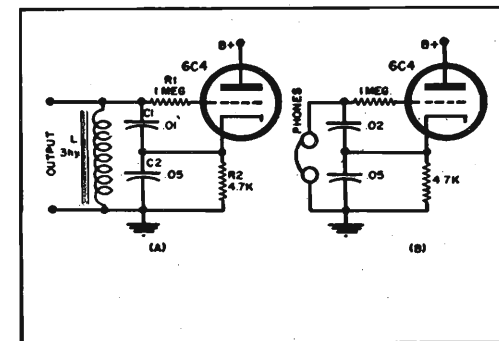 B+
6C4
R1
1 MEG.
C1
.01
L
3hy
OUTPUT
C2
.05
R2
4.7K
(A)
B+
6C4
1 MEG.
PHONES
.02
.05
4.7K
(B)